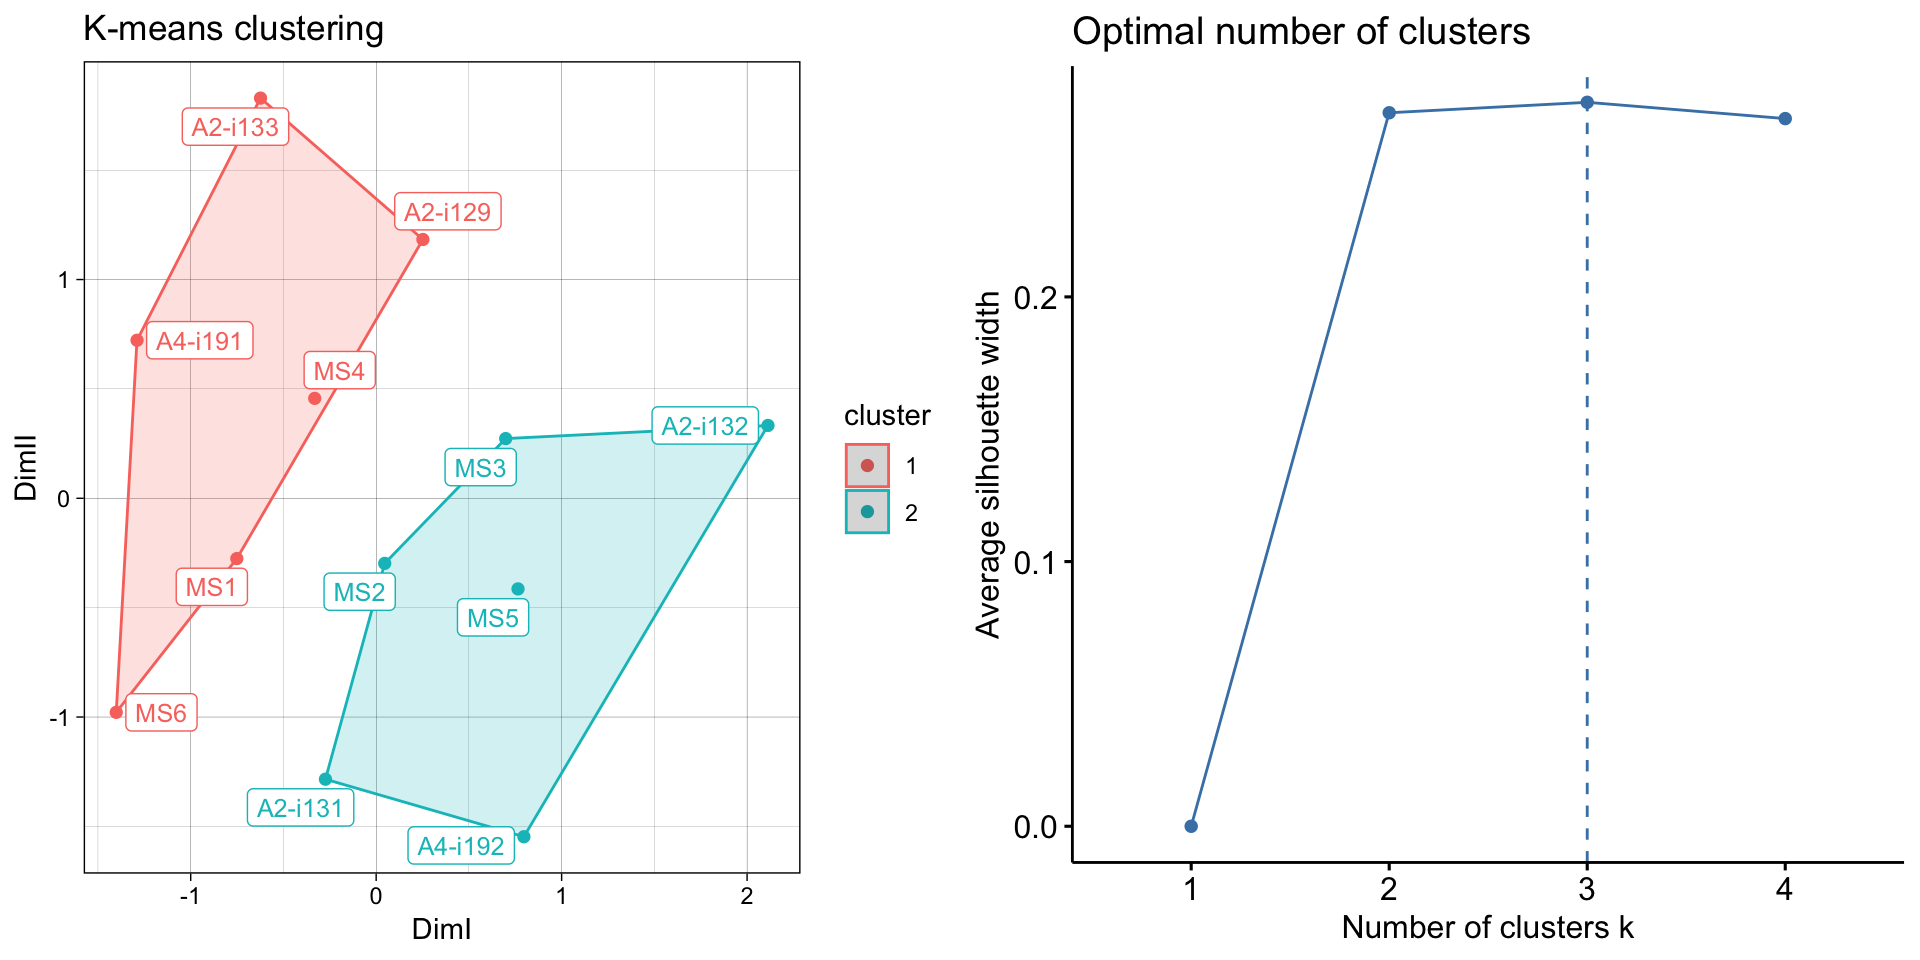 K-means clustering
A2-i133
A2-i129
A4-i191
MS4
A2-i132
MS3
MS1
MS2
MS5
MS6
A2-i131
A4-i192
1
0
-1
DimII
-1
0
1
2
DimI
cluster
1
2
Optimal number of clusters
0.2
0.1
0.0
Average silhouette width
1
2
3
4
Number of clusters k